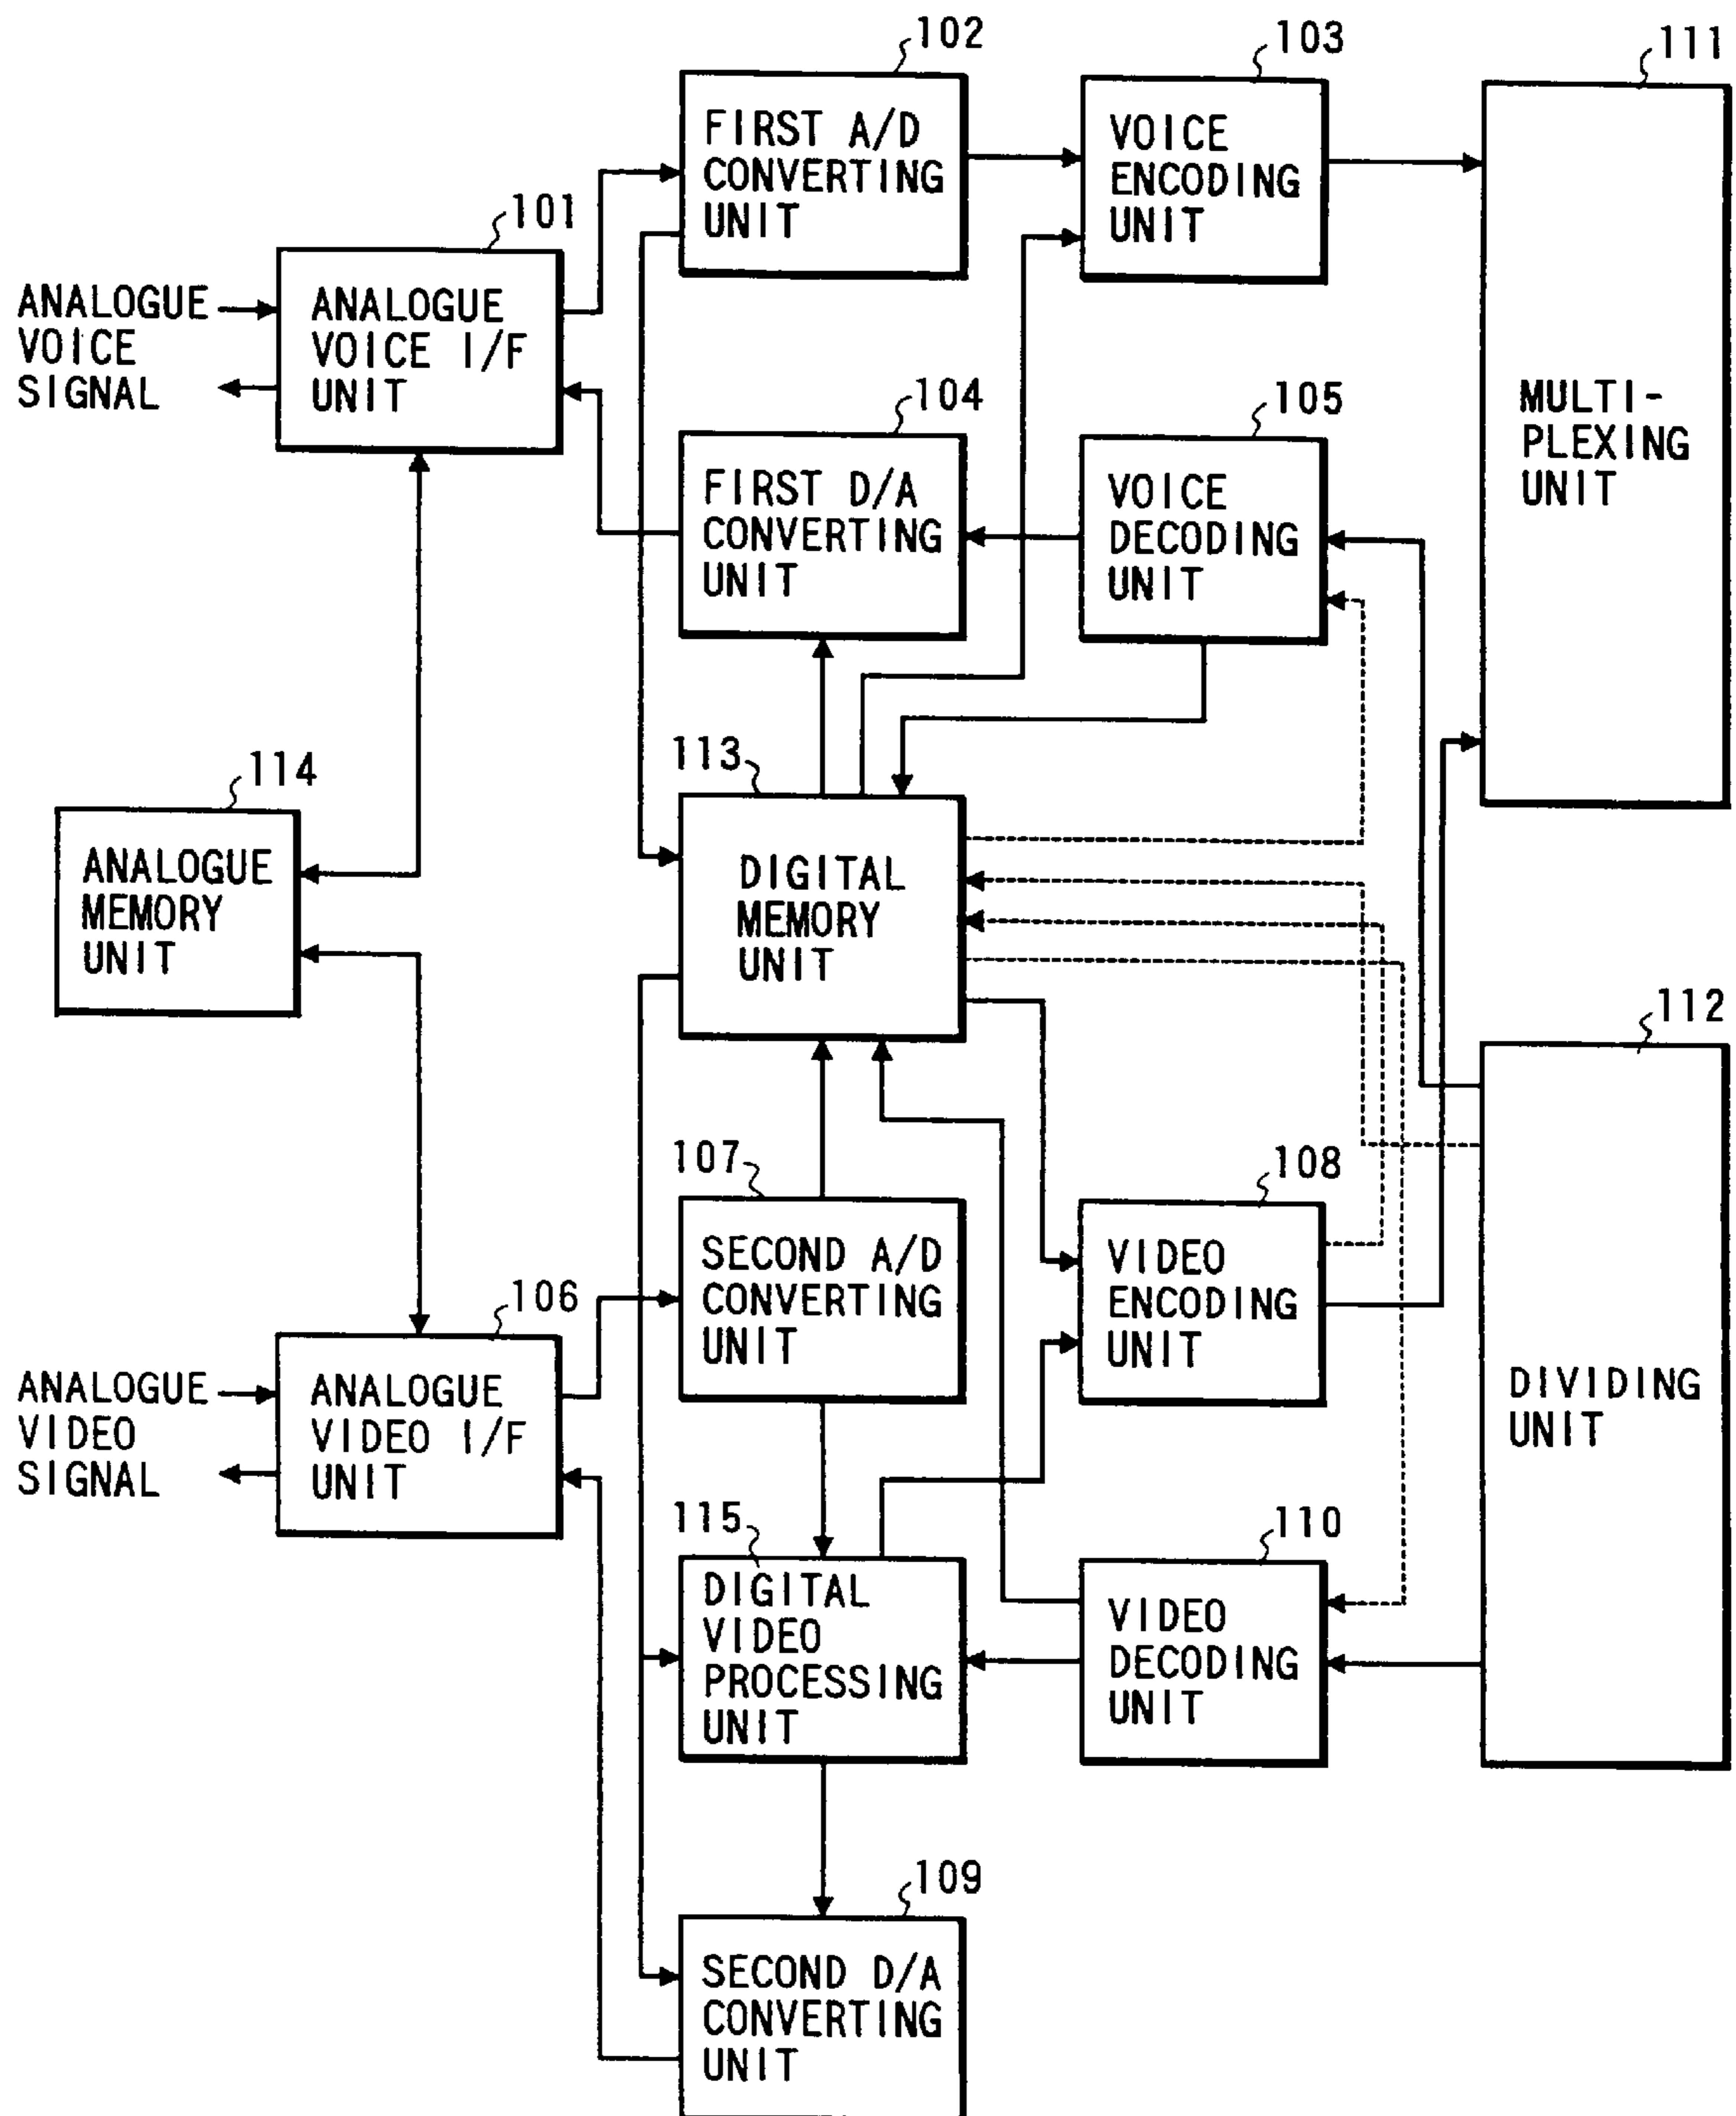 102
103
111
FIRST A/D
CONVERTING
UNIT
VOICE
ENCODING
UNIT
101
ANALOGUE
VOICE
SIGNAL
ANALOGUE
VOICE I/F
UNIT
MULTI-
PLEXING
UNIT
104
105
FIRST D/A
CONVERTING
UNIT
VOICE
DECODING
UNIT
113
114
ANALOGUE
MEMORY
UNIT
DIGITAL
MEMORY
UNIT
112
107
108
SECOND A/D
CONVERTING
UNIT
VIDEO
ENCODING
UNIT
106
ANALOGUE
VIDEO
SIGNAL
ANALOGUE
VIDEO I/F
UNIT
DIVIDING
UNIT
115
110
DIGITAL
VIDEO
PROCESSING
UNIT
VIDEO
DECODING
UNIT
109
SECOND D/A
CONVERTING
UNIT